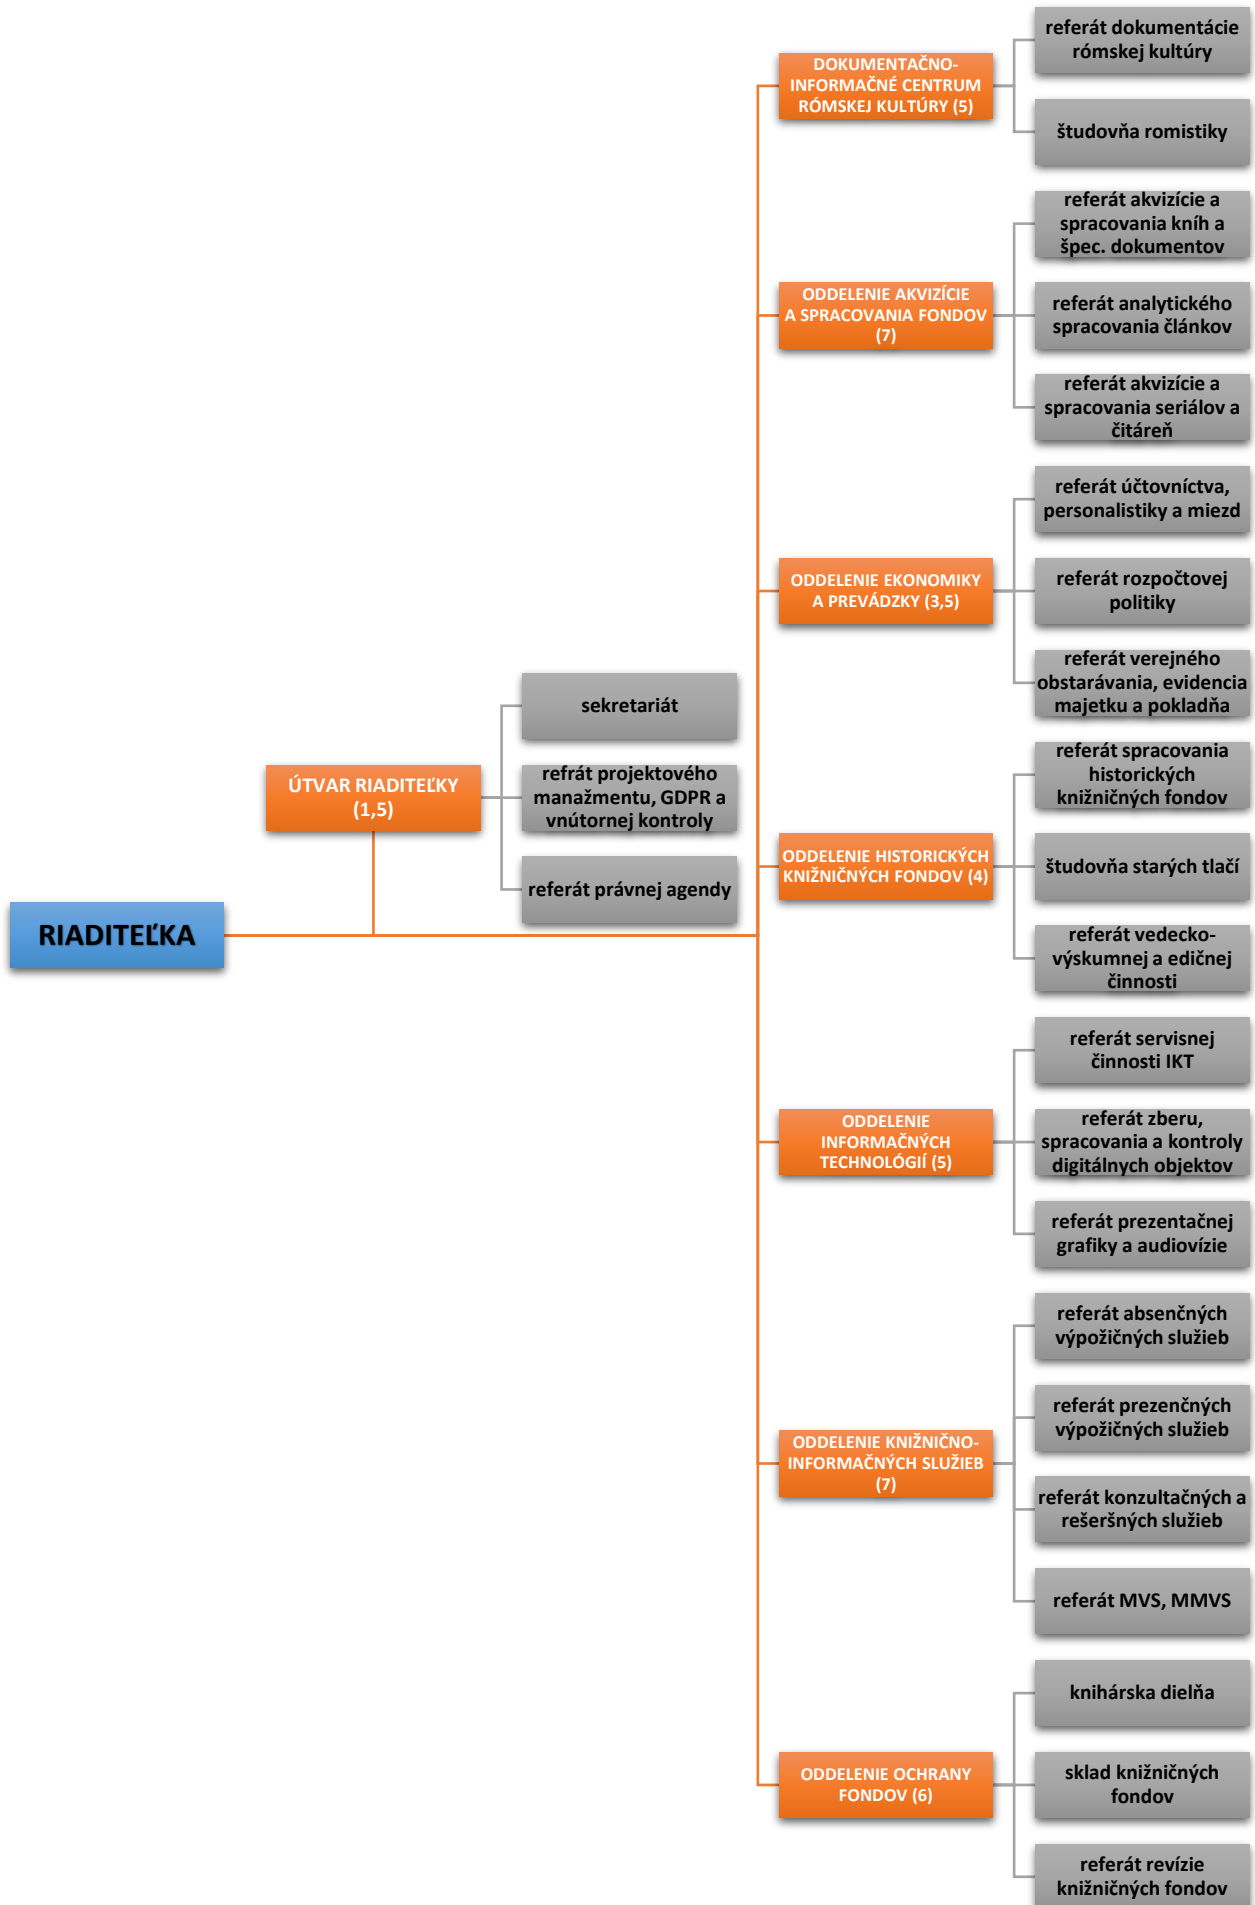 RIADITEĽKA
ÚTVAR RIADITEĽKY
(1,5)
sekretariát
refrát projektového
manažmentu, GDPR a
vnútornej kontroly
referát právnej agendy
DOKUMENTAČNO-
INFORMAČNÉ CENTRUM
RÓMSKEJ KULTÚRY (5)
referát dokumentácie
rómskej kultúry
študovňa romistiky
ODDELENIE AKVIZÍCIE
A SPRACOVANIA FONDOV
(7)
referát akvizície a
spracovania kníh a
špec. dokumentov
referát analytického
spracovania článkov
referát akvizície a
spracovania seriálov a
čitáreň
ODDELENIE EKONOMIKY
A PREVÁDZKY (3,5)
referát účtovníctva,
personalistiky a miezd
referát rozpočtovej
politiky
referát verejného
obstarávania, evidencia
majetku a pokladňa
ODDELENIE HISTORICKÝCH
KNIŽNIČNÝCH FONDOV (4)
referát spracovania
historických
knižničných fondov
študovňa starých tlačí
referát vedecko-
výskumnej a edičnej
činnosti
ODDELENIE
INFORMAČNÝCH
TECHNOLÓGIÍ (5)
referát servisnej
činnosti IKT
referát zberu,
spracovania a kontroly
digitálnych objektov
referát prezentačnej
grafiky a audiovízie
ODDELENIE KNIŽNIČNO-
INFORMAČNÝCH SLUŽIEB
(7)
referát absenčných
výpožičných služieb
referát prezenčných
výpožičných služieb
referát konzultačných a
rešeršných služieb
referát MVS, MMVS
ODDELENIE OCHRANY
FONDOV (6)
knihárska dielňa
sklad knižničných
fondov
referát revízie
knižničných fondov